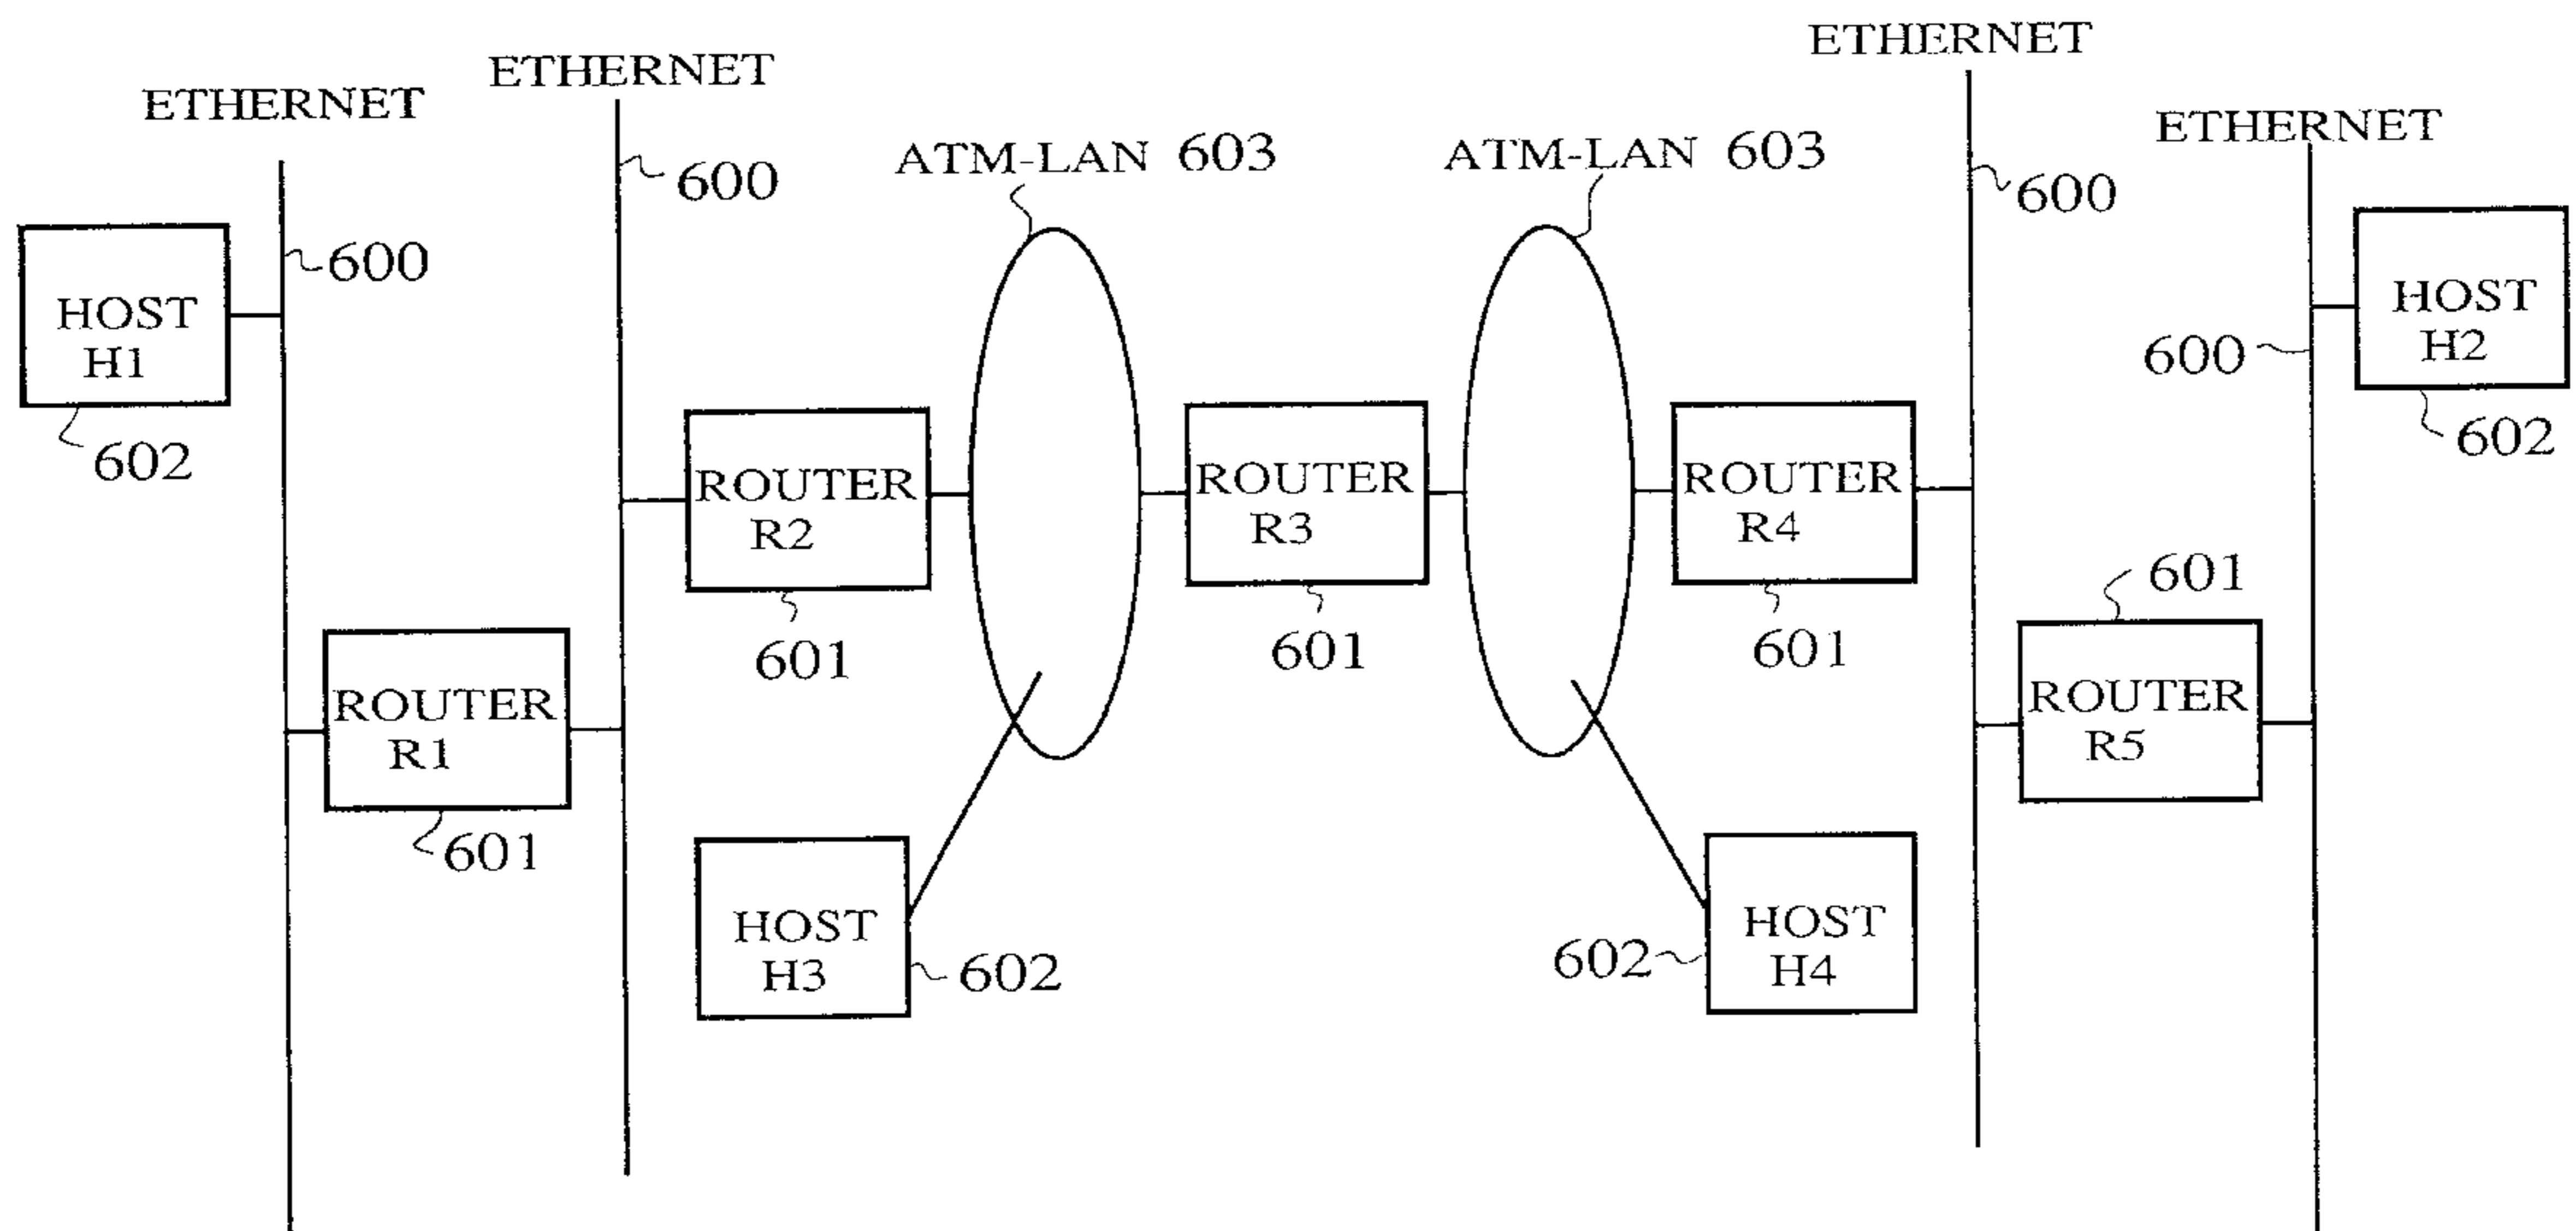 ETHERNET
ETHERNET
ETHERNET
ETHERNET
ATM-LAN 603
ATM-LAN 603
600
600
600
600
HOST
H1
602
HOST
H2
602
ROUTER
R2
601
ROUTER
R3
601
ROUTER
R4
601
ROUTER
R1
601
601
ROUTER
R5
HOST
H3
602
HOST
H4
602